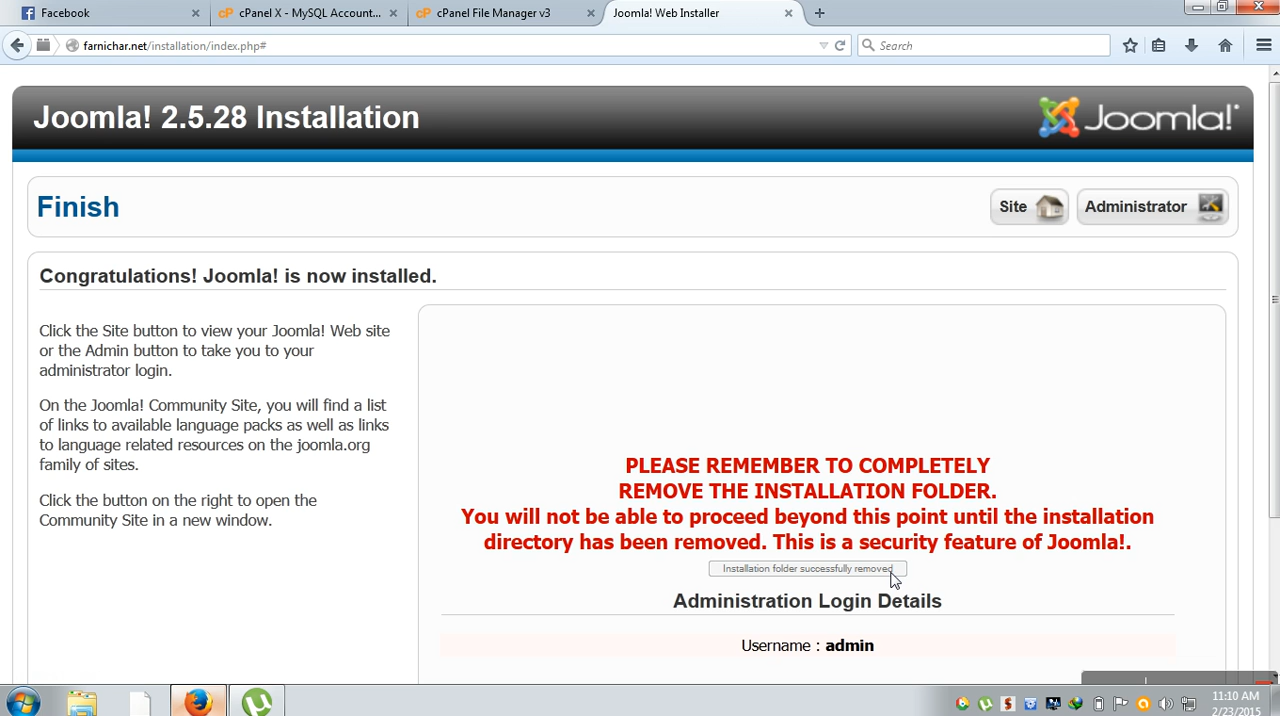 Facebook
cPanel X - MySQL Account...
cPanel File Manager v3
Joomla! Web Installer
farnichar.net/installation/index.php#
Search
Joomla! 2.5.28 Installation
Joomla!
Finish
Site
Administrator
Congratulations! Joomla! is now installed.
Click the Site button to view your Joomla! Web site
or the Admin button to take you to your
administrator login.
On the Joomla! Community Site, you will find a list
of links to available language packs as well as links
to language related resources on the joomla.org
family of sites.
Click the button on the right to open the
Community Site in a new window.
PLEASE REMEMBER TO COMPLETELY
REMOVE THE INSTALLATION FOLDER.
You will not be able to proceed beyond this point until the installation
directory has been removed. This is a security feature of Joomla!.
Installation folder successfully removed
Administration Login Details
Username : admin
11:10 AM
2/23/2015